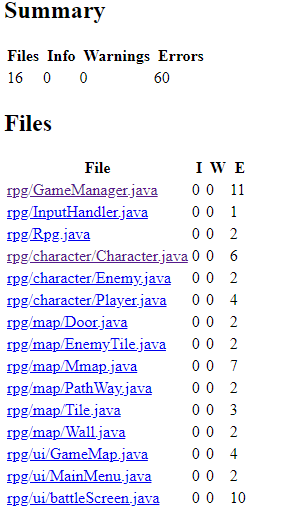 Summary
Files Info Warnings Errors
16 0 0 60
Files
File I W E
rpg/GameManager.java 0 0 11
rpg/InputHandler.java 0 0 1
rpg/Rpg.java 0 0 2
rpg/character/Character.java 0 0 6
rpg/character/Enemy.java 0 0 2
rpg/character/Player.java 0 0 4
rpg/map/Door.java 0 0 2
rpg/map/EnemyTile.java 0 0 2
rpg/map/Mmap.java 0 0 7
rpg/map/PathWay.java 0 0 2
rpg/map/Tile.java 0 0 3
rpg/map/Wall.java 0 0 2
rpg/ui/GameMap.java 0 0 4
rpg/ui/MainMenu.java 0 0 2
rpg/ui/battleScreen.java 0 0 10